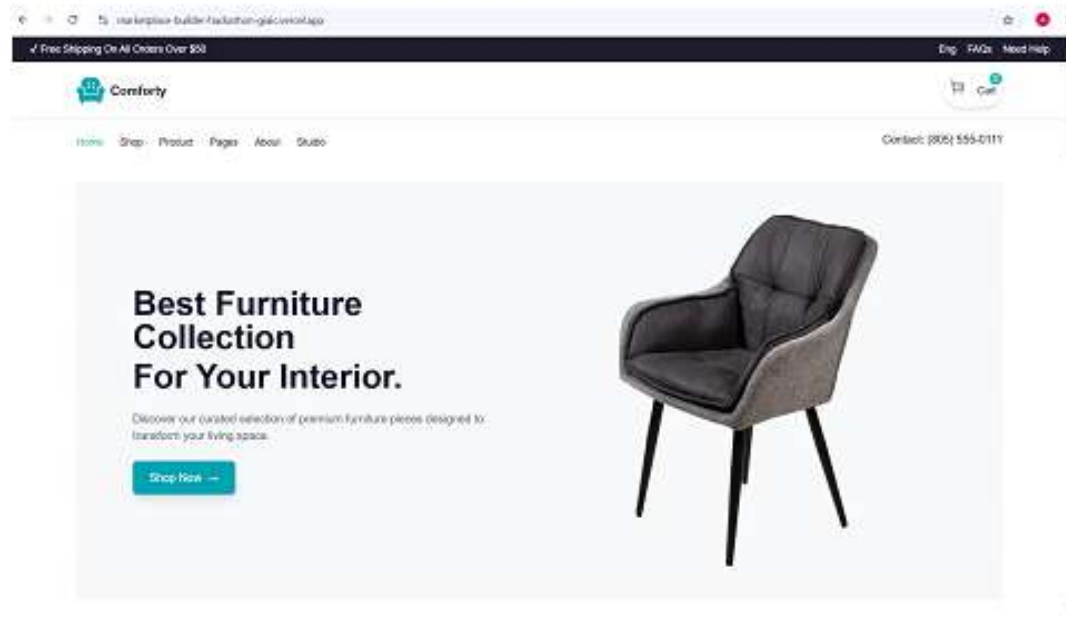 ✓ Free Shipping On All Orders Over $50
Eng FAQs Need Help
Comforty
Cart
Home Shop Product Pages About Studio
Contact: (805) 555-0111
Best Furniture
Collection
For Your Interior.
Discover our curated selection of premium furniture pieces designed to
transform your living space.
Shop Now →